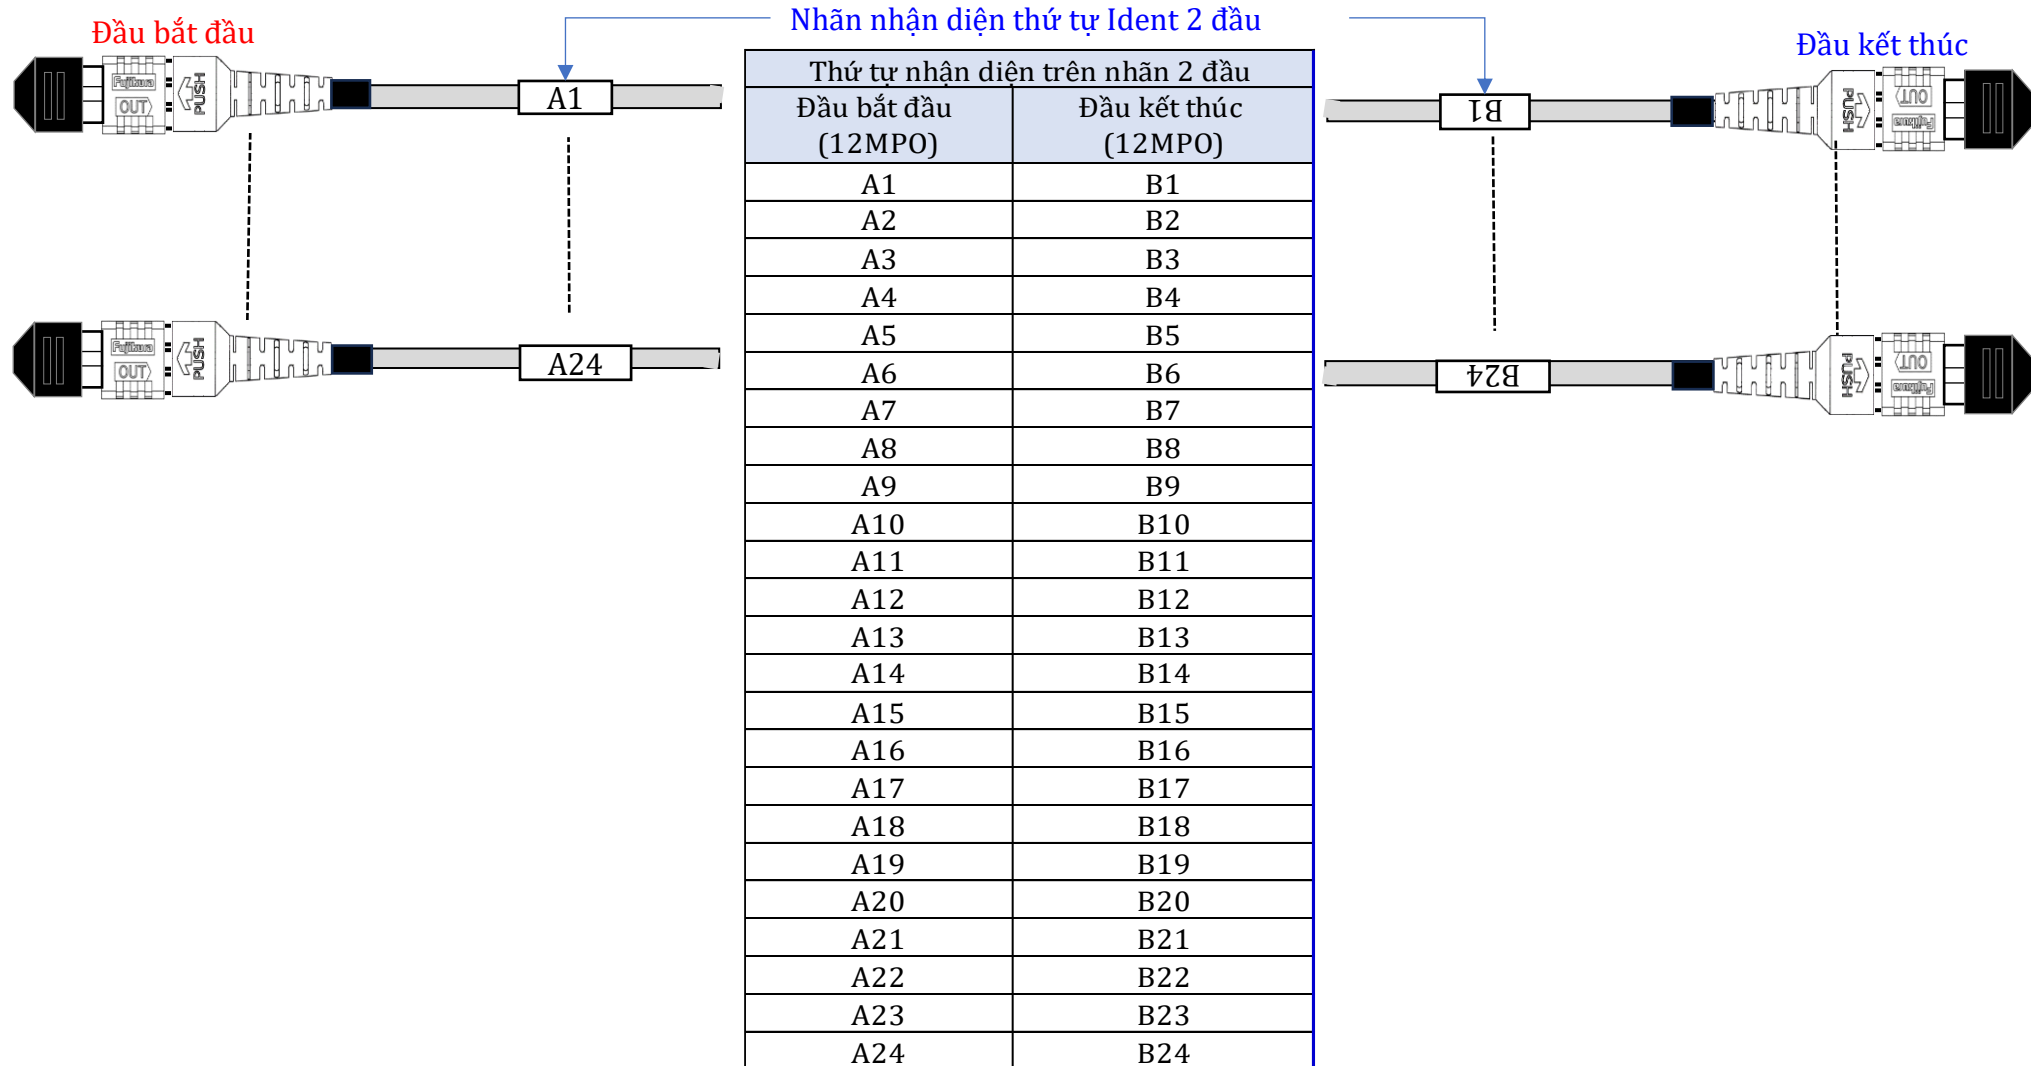 Nhãn nhận diện thứ tự Ident 2 đầu
Đầu bắt đầu
Đầu kết thúc
Fujikura
OUT
PUSH
A1
B1
PUSH
OUT
Fujikura
Fujikura
OUT
PUSH
A24
B24
PUSH
OUT
Fujikura
Thứ tự nhận diện trên nhãn 2 đầu
Đầu bắt đầu (12MPO) Đầu kết thúc (12MPO)
A1 B1
A2 B2
A3 B3
A4 B4
A5 B5
A6 B6
A7 B7
A8 B8
A9 B9
A10 B10
A11 B11
A12 B12
A13 B13
A14 B14
A15 B15
A16 B16
A17 B17
A18 B18
A19 B19
A20 B20
A21 B21
A22 B22
A23 B23
A24 B24